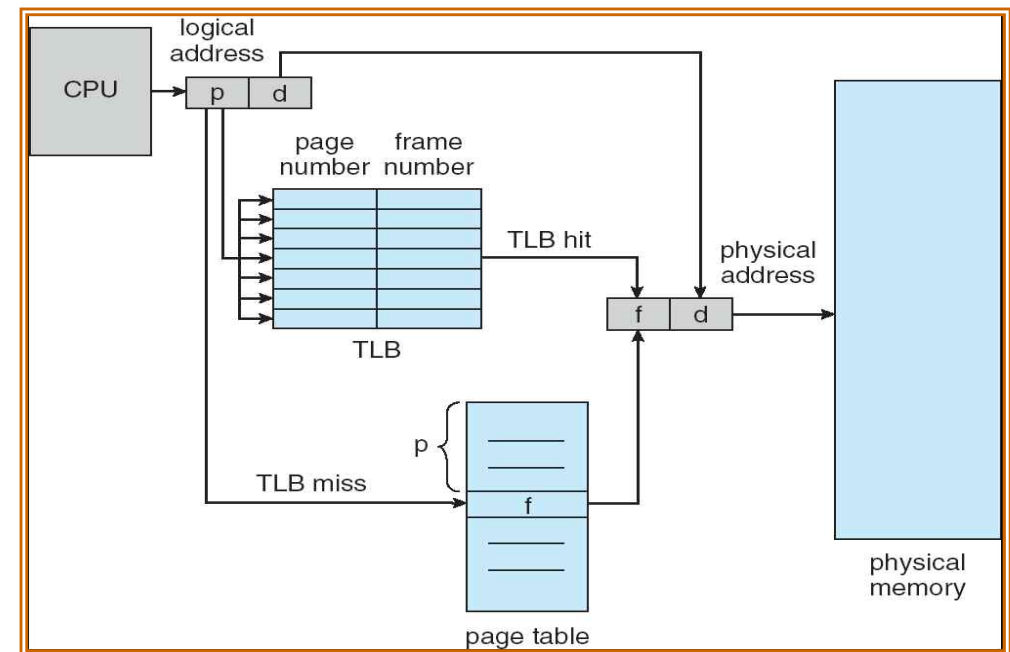 logical
address
CPU
p d
page frame
number number
TLB hit
physical
address
f d
TLB
p
TLB miss
f
physical
memory
page table